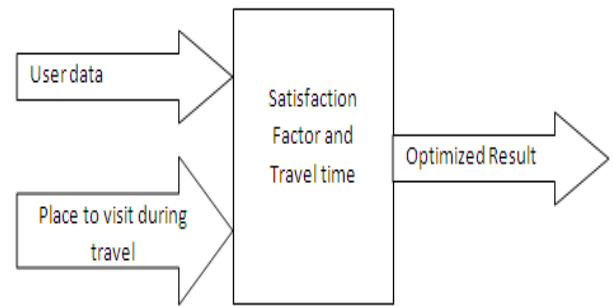 User data
Place to visit during
travel
Satisfaction
Factor and
Travel time
Optimized Result